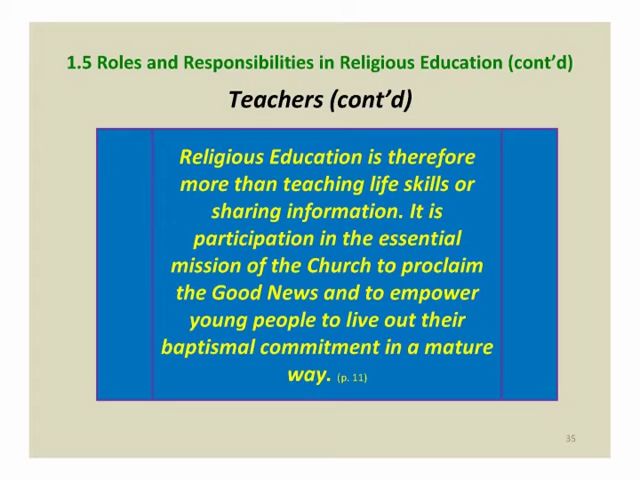 1.5 Roles and Responsibilities in Religious Education (cont’d)
Teachers (cont’d)
Religious Education is therefore
more than teaching life skills or
sharing information. It is
participation in the essential
mission of the Church to proclaim
the Good News and to empower
young people to live out their
baptismal commitment in a mature
way. (p. 11)
35